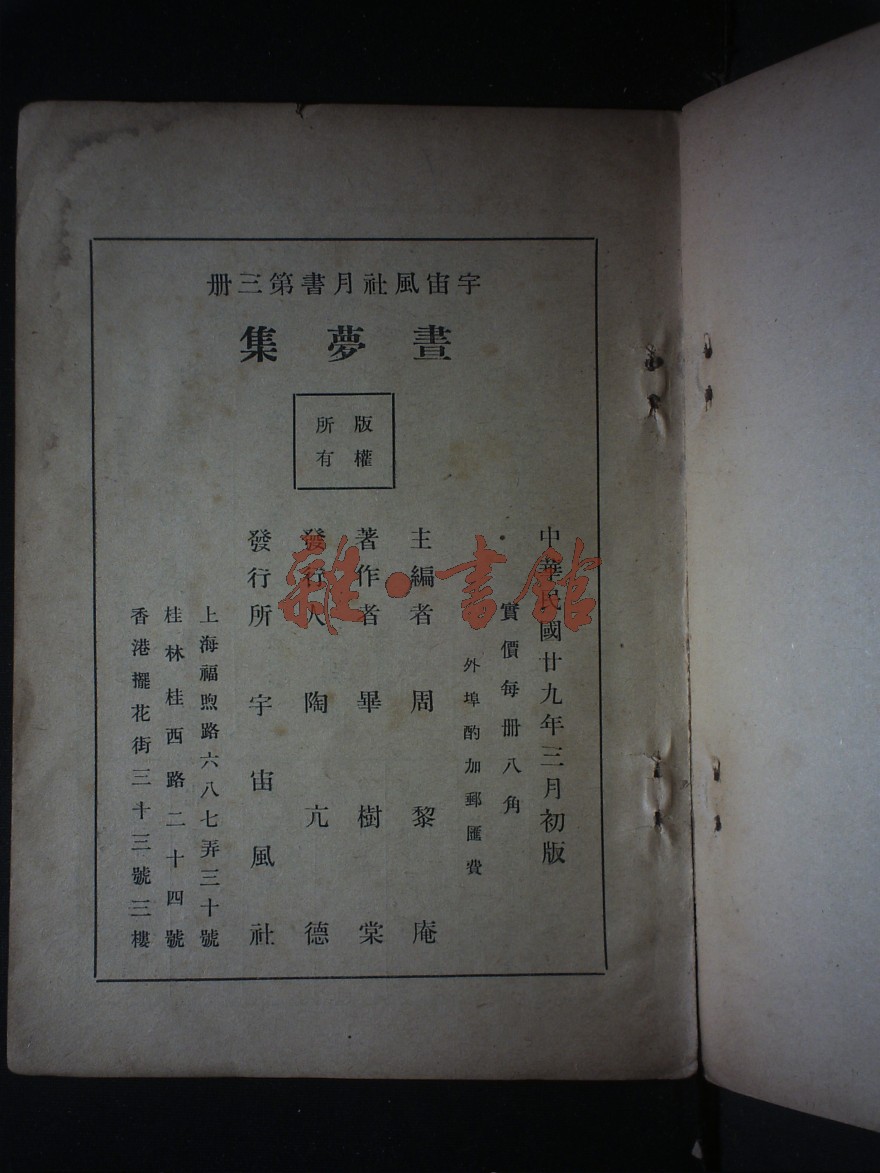 宇宙風社月書第三册
晝夢集
版權
所有
中華民國廿九年三月初版
實價每册八角
外埠酌加郵匯費
主編者 周黎庵
著作者 畢樹棠
發行人 陶亢德
發行所 宇宙風社
上海福煦路六八七弄三十號
桂林桂西路二十四號
香港擺花街三十三號三樓
雜·書館